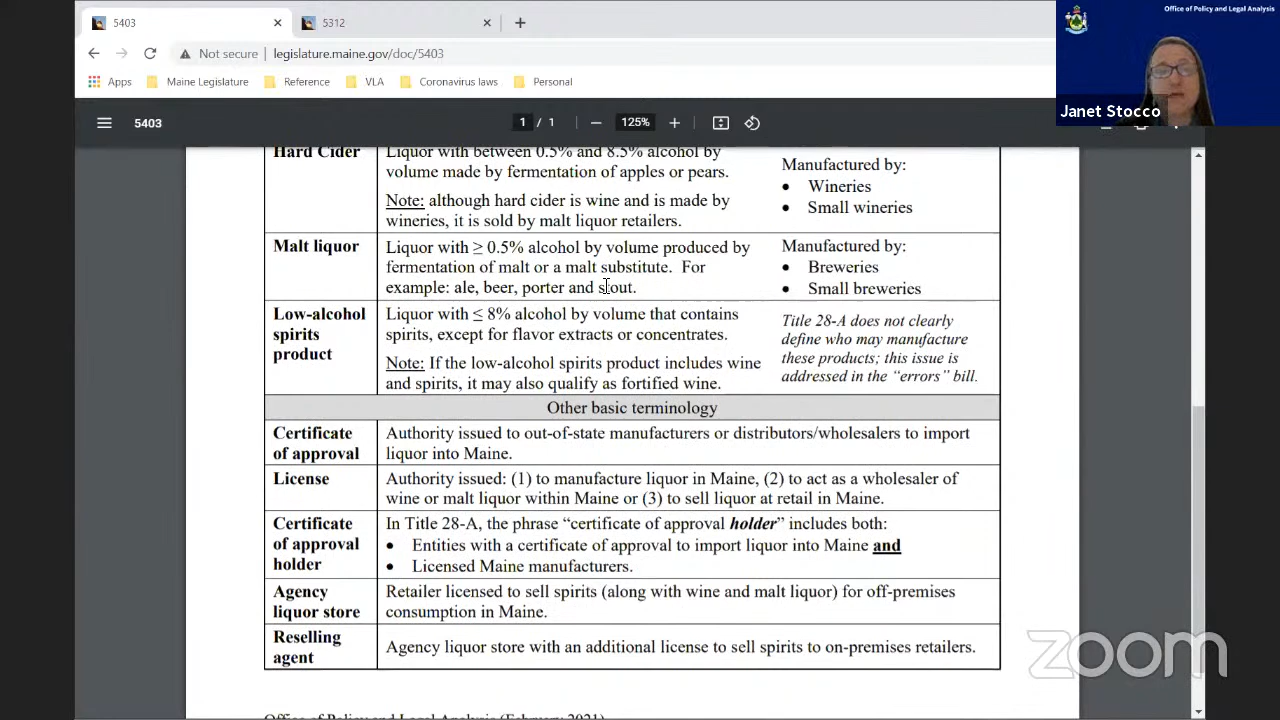 5403
5312
Office of Policy and Legal Analysis
Not secure | legislature.maine.gov/doc/5403
Apps
Maine Legislature
Reference
VLA
Coronavirus laws
Personal
Janet Stocco
5403
1 / 1
125%
Hard Cider
Liquor with between 0.5% and 8.5% alcohol by
volume made by fermentation of apples or pears.
Note: although hard cider is wine and is made by
wineries, it is sold by malt liquor retailers.
Manufactured by:
• Wineries
• Small wineries
Malt liquor
Liquor with ≥ 0.5% alcohol by volume produced by
fermentation of malt or a malt substitute. For
example: ale, beer, porter and stout.
Manufactured by:
• Breweries
• Small breweries
Low-alcohol
spirits
product
Liquor with ≤ 8% alcohol by volume that contains
spirits, except for flavor extracts or concentrates.
Note: If the low-alcohol spirits product includes wine
and spirits, it may also qualify as fortified wine.
Title 28-A does not clearly
define who may manufacture
these products; this issue is
addressed in the “errors” bill.
Other basic terminology
Certificate
of approval
Authority issued to out-of-state manufacturers or distributors/wholesalers to import
liquor into Maine.
License
Authority issued: (1) to manufacture liquor in Maine, (2) to act as a wholesaler of
wine or malt liquor within Maine or (3) to sell liquor at retail in Maine.
Certificate
of approval
holder
In Title 28-A, the phrase “certificate of approval holder” includes both:
• Entities with a certificate of approval to import liquor into Maine and
• Licensed Maine manufacturers.
Agency
liquor store
Retailer licensed to sell spirits (along with wine and malt liquor) for off-premises
consumption in Maine.
Reselling
agent
Agency liquor store with an additional license to sell spirits to on-premises retailers.
Office of Policy and Legal Analysis (February 2021)
zoom